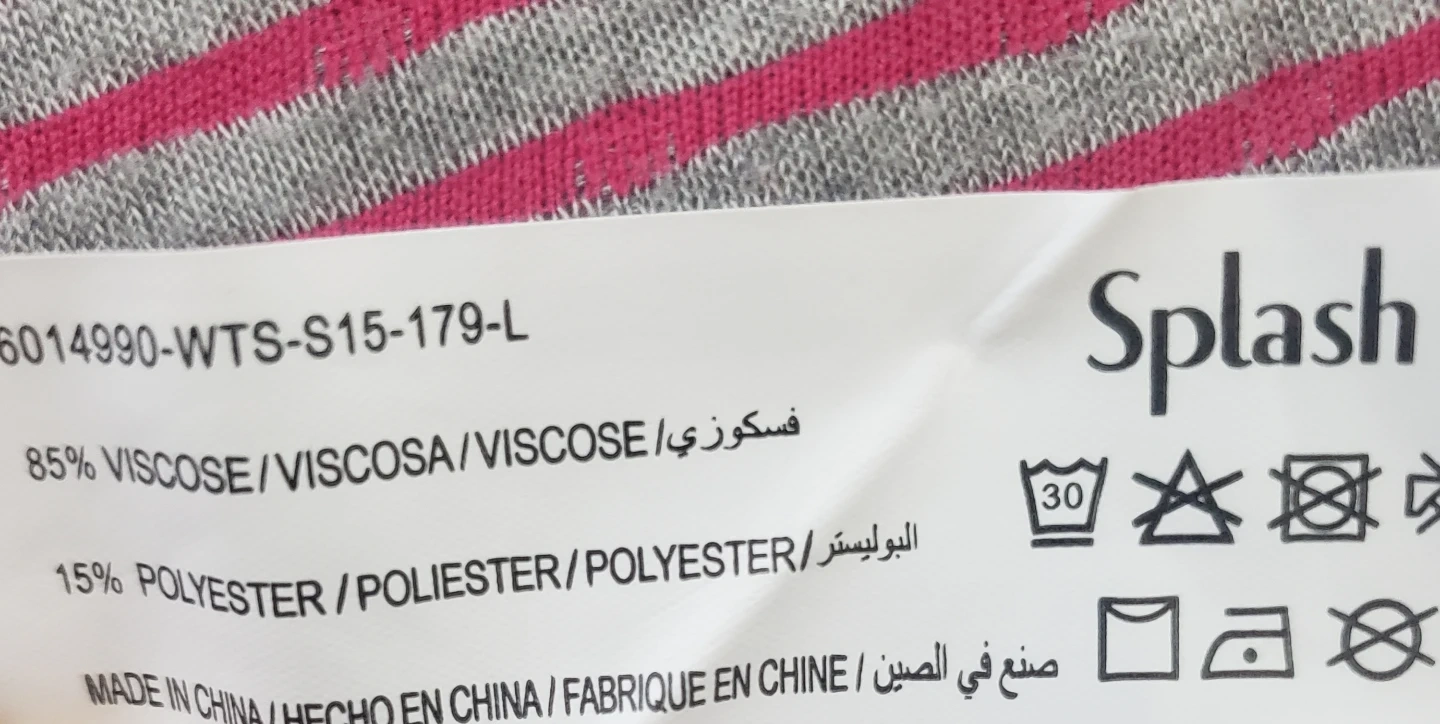 6014990-WTS-S15-179-L
Splash
85% VISCOSE/VISCOSA/VISCOSE/فسكوزي
30
15% POLYESTER/POLIESTER/POLYESTER/البوليستر
MADE IN CHINA/HECHO EN CHINA/FABRIQUE EN CHINE/صنع في الصين